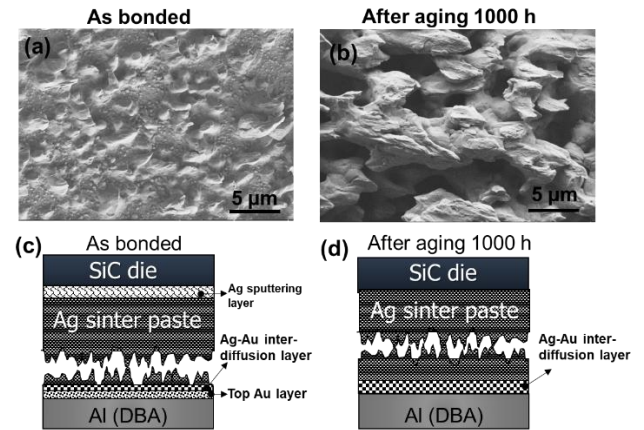 As bonded
After aging 1000 h
(a)
(b)
5 µm
5 µm
(c)
As bonded
SiC die
Ag sputtering
layer
Ag sinter paste
Ag-Au inter-
diffusion layer
Top Au layer
Al (DBA)
(d)
After aging 1000 h
SiC die
Ag sinter paste
Ag-Au inter-
diffusion layer
Al (DBA)